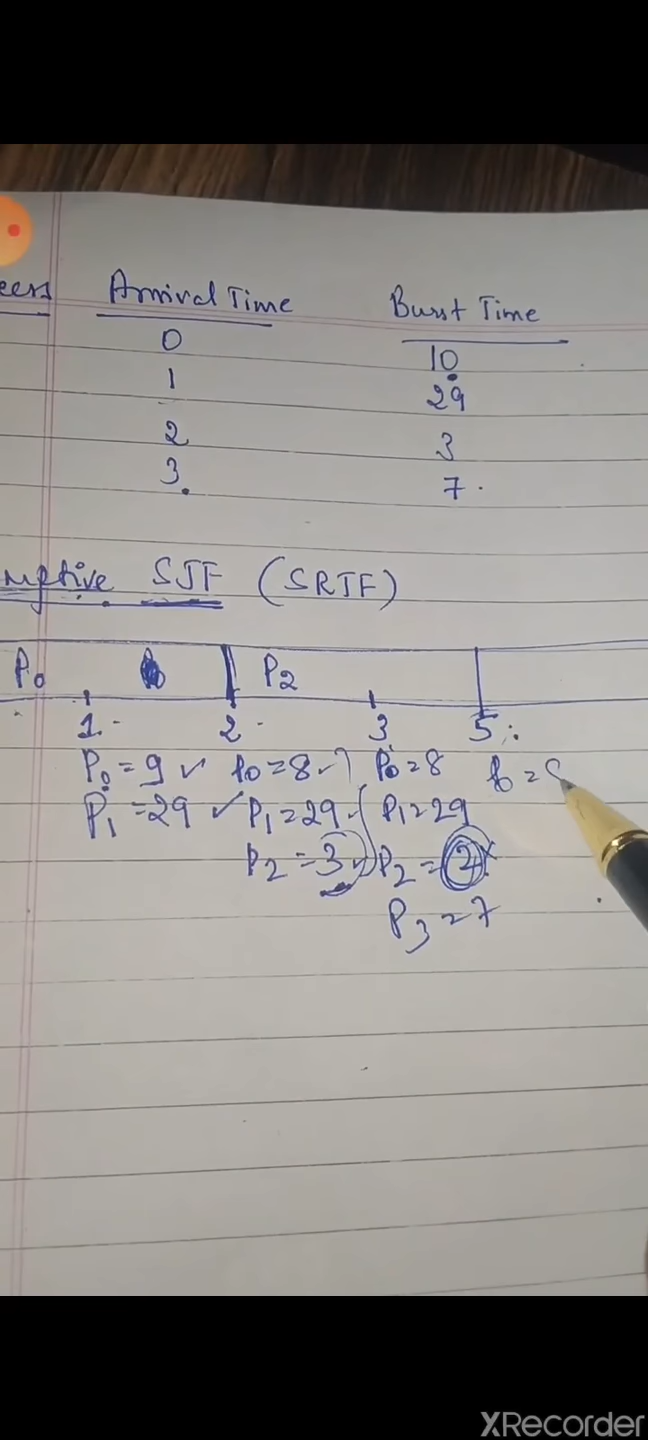 Arrival Time Burst Time
0 10
1 29
2 3
3 7
SJF (SRTF)
P0 P2
1 2 3 5
P0 = 9 ✓ P0 = 8 ✓ P0 = 8
P1 = 29 ✓ P1 = 29 ✓ P1 = 29
P2 = 3 P2 = 2
P3 = 7
XRecorder